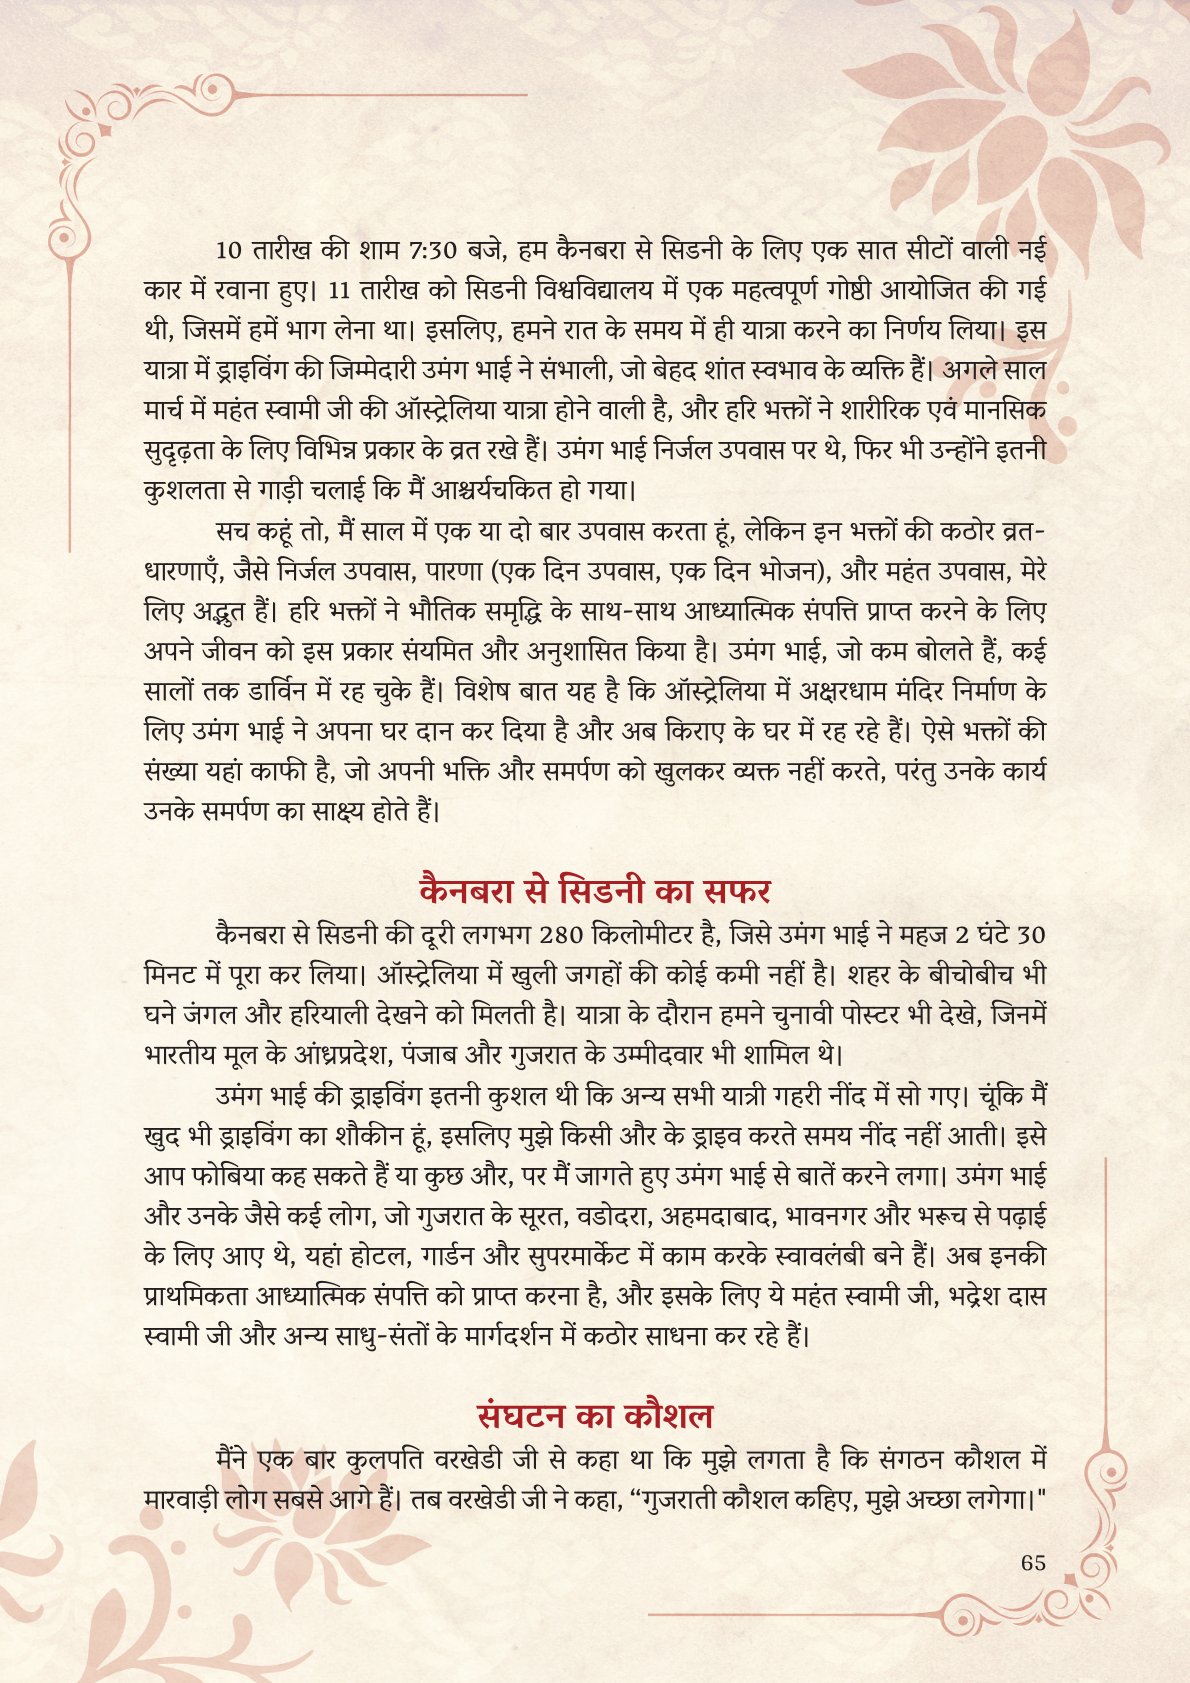 10 तारीख की शाम 7:30 बजे, हम कैनबरा से सिडनी के लिए एक सात सीटों वाली नई
कार में रवाना हुए। 11 तारीख को सिडनी विश्वविद्यालय में एक महत्वपूर्ण गोष्ठी आयोजित की गई
थी, जिसमें हमें भाग लेना था। इसलिए, हमने रात के समय में ही यात्रा करने का निर्णय लिया। इस
यात्रा में ड्राइविंग की जिम्मेदारी उमंग भाई ने संभाली, जो बेहद शांत स्वभाव के व्यक्ति हैं। अगले साल
मार्च में महंत स्वामी जी की ऑस्ट्रेलिया यात्रा होने वाली है, और हरि भक्तों ने शारीरिक एवं मानसिक
सुदृढ़ता के लिए विभिन्न प्रकार के व्रत रखे हैं। उमंग भाई निर्जल उपवास पर थे, फिर भी उन्होंने इतनी
कुशलता से गाड़ी चलाई कि मैं आश्चर्यचकित हो गया।
सच कहूं तो, मैं साल में एक या दो बार उपवास करता हूं, लेकिन इन भक्तों की कठोर व्रत-
धारणाएँ, जैसे निर्जल उपवास, पारणा (एक दिन उपवास, एक दिन भोजन), और महंत उपवास, मेरे
लिए अद्भुत हैं। हरि भक्तों ने भौतिक समृद्धि के साथ-साथ आध्यात्मिक संपत्ति प्राप्त करने के लिए
अपने जीवन को इस प्रकार संयमित और अनुशासित किया है। उमंग भाई, जो कम बोलते हैं, कई
सालों तक डार्विन में रह चुके हैं। विशेष बात यह है कि ऑस्ट्रेलिया में अक्षरधाम मंदिर निर्माण के
लिए उमंग भाई ने अपना घर दान कर दिया है और अब किराए के घर में रह रहे हैं। ऐसे भक्तों की
संख्या यहां काफी है, जो अपनी भक्ति और समर्पण को खुलकर व्यक्त नहीं करते, परंतु उनके कार्य
उनके समर्पण का साक्ष्य होते हैं।
कैनबरा से सिडनी का सफर
कैनबरा से सिडनी की दूरी लगभग 280 किलोमीटर है, जिसे उमंग भाई ने महज 2 घंटे 30
मिनट में पूरा कर लिया। ऑस्ट्रेलिया में खुली जगहों की कोई कमी नहीं है। शहर के बीचोबीच भी
घने जंगल और हरियाली देखने को मिलती है। यात्रा के दौरान हमने चुनावी पोस्टर भी देखे, जिनमें
भारतीय मूल के आंध्रप्रदेश, पंजाब और गुजरात के उम्मीदवार भी शामिल थे।
उमंग भाई की ड्राइविंग इतनी कुशल थी कि अन्य सभी यात्री गहरी नींद में सो गए। चूंकि मैं
खुद भी ड्राइविंग का शौकीन हूं, इसलिए मुझे किसी और के ड्राइव करते समय नींद नहीं आती। इसे
आप फोबिया कह सकते हैं या कुछ और, पर मैं जागते हुए उमंग भाई से बातें करने लगा। उमंग भाई
और उनके जैसे कई लोग, जो गुजरात के सूरत, वडोदरा, अहमदाबाद, भावनगर और भरूच से पढ़ाई
के लिए आए थे, यहां होटल, गार्डन और सुपरमार्केट में काम करके स्वावलंबी बने हैं। अब इनकी
प्राथमिकता आध्यात्मिक संपत्ति को प्राप्त करना है, और इसके लिए ये महंत स्वामी जी, भद्रेश दास
स्वामी जी और अन्य साधु-संतों के मार्गदर्शन में कठोर साधना कर रहे हैं।
संघटन का कौशल
मैंने एक बार कुलपति वरखेडी जी से कहा था कि मुझे लगता है कि संगठन कौशल में
मारवाड़ी लोग सबसे आगे हैं। तब वरखेडी जी ने कहा, “गुजराती कौशल कहिए, मुझे अच्छा लगेगा।"
65